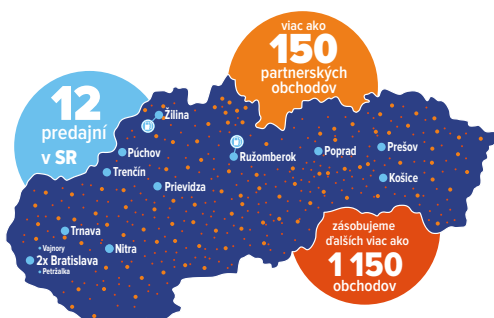 viac ako
150
partnerských
obchodov
12
predajní
v SR
Žilina
Púchov
Trenčín
Prievidza
Ružomberok
Poprad
Prešov
Košice
Trnava
Vajnory
2x Bratislava
Petržalka
Nitra
zásobujeme
ďalších viac ako
1 150
obchodov